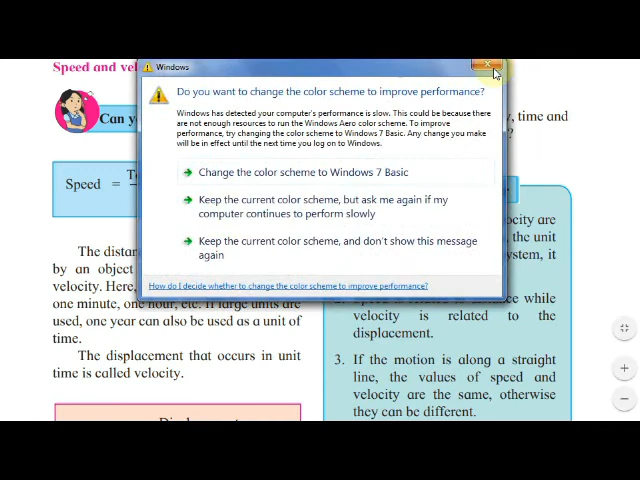 Speed and vel
Windows
Do you want to change the color scheme to improve performance?
Can yo
y, time and
?
Windows has detected your computer's performance is slow. This could be because there
are not enough resources to run the Windows Aero color scheme. To improve
performance, try changing the color scheme to Windows 7 Basic. Any change you make
will be in effect until the next time you log on to Windows.
Change the color scheme to Windows 7 Basic
Speed =
Keep the current color scheme, but ask me again if my
computer continues to perform slowly
Keep the current color scheme, and don't show this message
again
How do I decide whether to change the color scheme to improve performance?
locity are
, the unit
ystem, it
The distan
by an object
velocity. Here,
one minute, one hour, etc. If large units are
used, one year can also be used as a unit of
time.
The displacement that occurs in unit
time is called velocity.
2. Speed is related to distance while
velocity is related to the
displacement.
3. If the motion is along a straight
line, the values of speed and
velocity are the same, otherwise
they can be different.